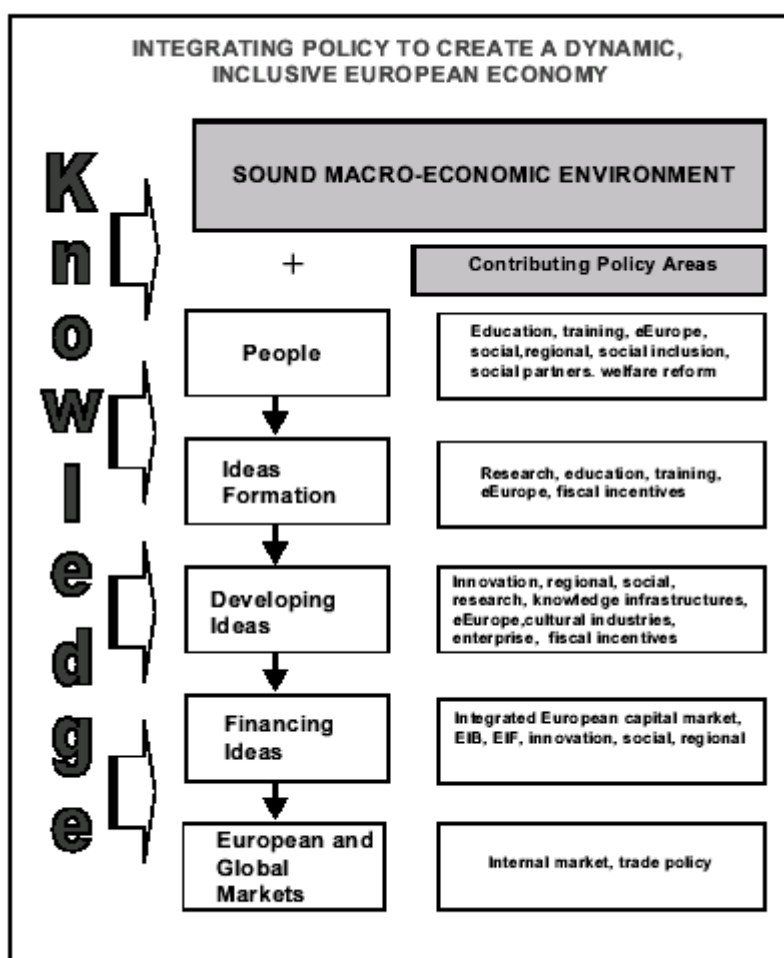 INTEGRATING POLICY TO CREATE A DYNAMIC,
INCLUSIVE EUROPEAN ECONOMY
Knowledge
SOUND MACRO-ECONOMIC ENVIRONMENT
+
Contributing Policy Areas
People
Education, training, eEurope,
social,regional, social inclusion,
social partners. welfare reform
Ideas
Formation
Research, education, training,
eEurope, fiscal incentives
Developing
Ideas
Innovation, regional, social,
research, knowledge infrastructures,
eEurope,cultural industries,
enterprise, fiscal incentives
Financing
Ideas
Integrated European capital market,
EIB, EIF, innovation, social, regional
European and
Global
Markets
Internal market, trade policy